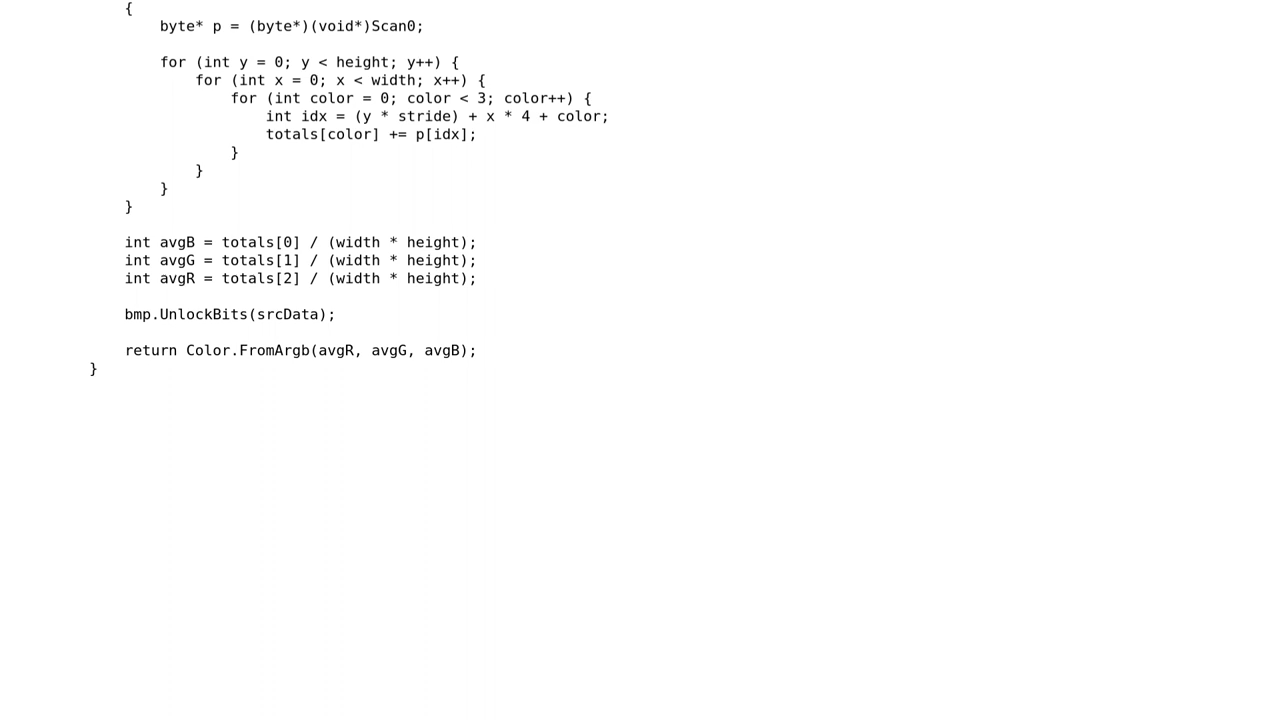 {
byte* p = (byte*)(void*)Scan0;
for (int y = 0; y < height; y++) {
for (int x = 0; x < width; x++) {
for (int color = 0; color < 3; color++) {
int idx = (y * stride) + x * 4 + color;
totals[color] += p[idx];
}
}
}
}
int avgB = totals[0] / (width * height);
int avgG = totals[1] / (width * height);
int avgR = totals[2] / (width * height);
bmp.UnlockBits(srcData);
return Color.FromArgb(avgR, avgG, avgB);
}